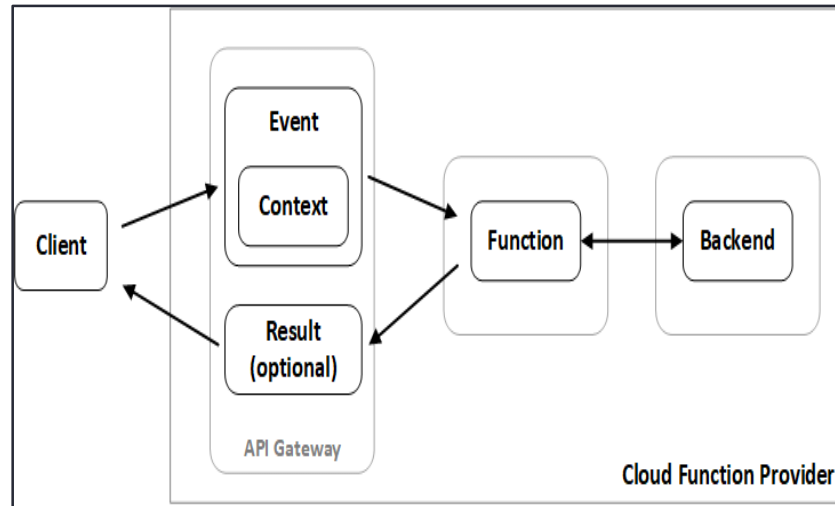 Event
Context
Client
Function
Backend
Result
(optional)
API Gateway
Cloud Function Provider